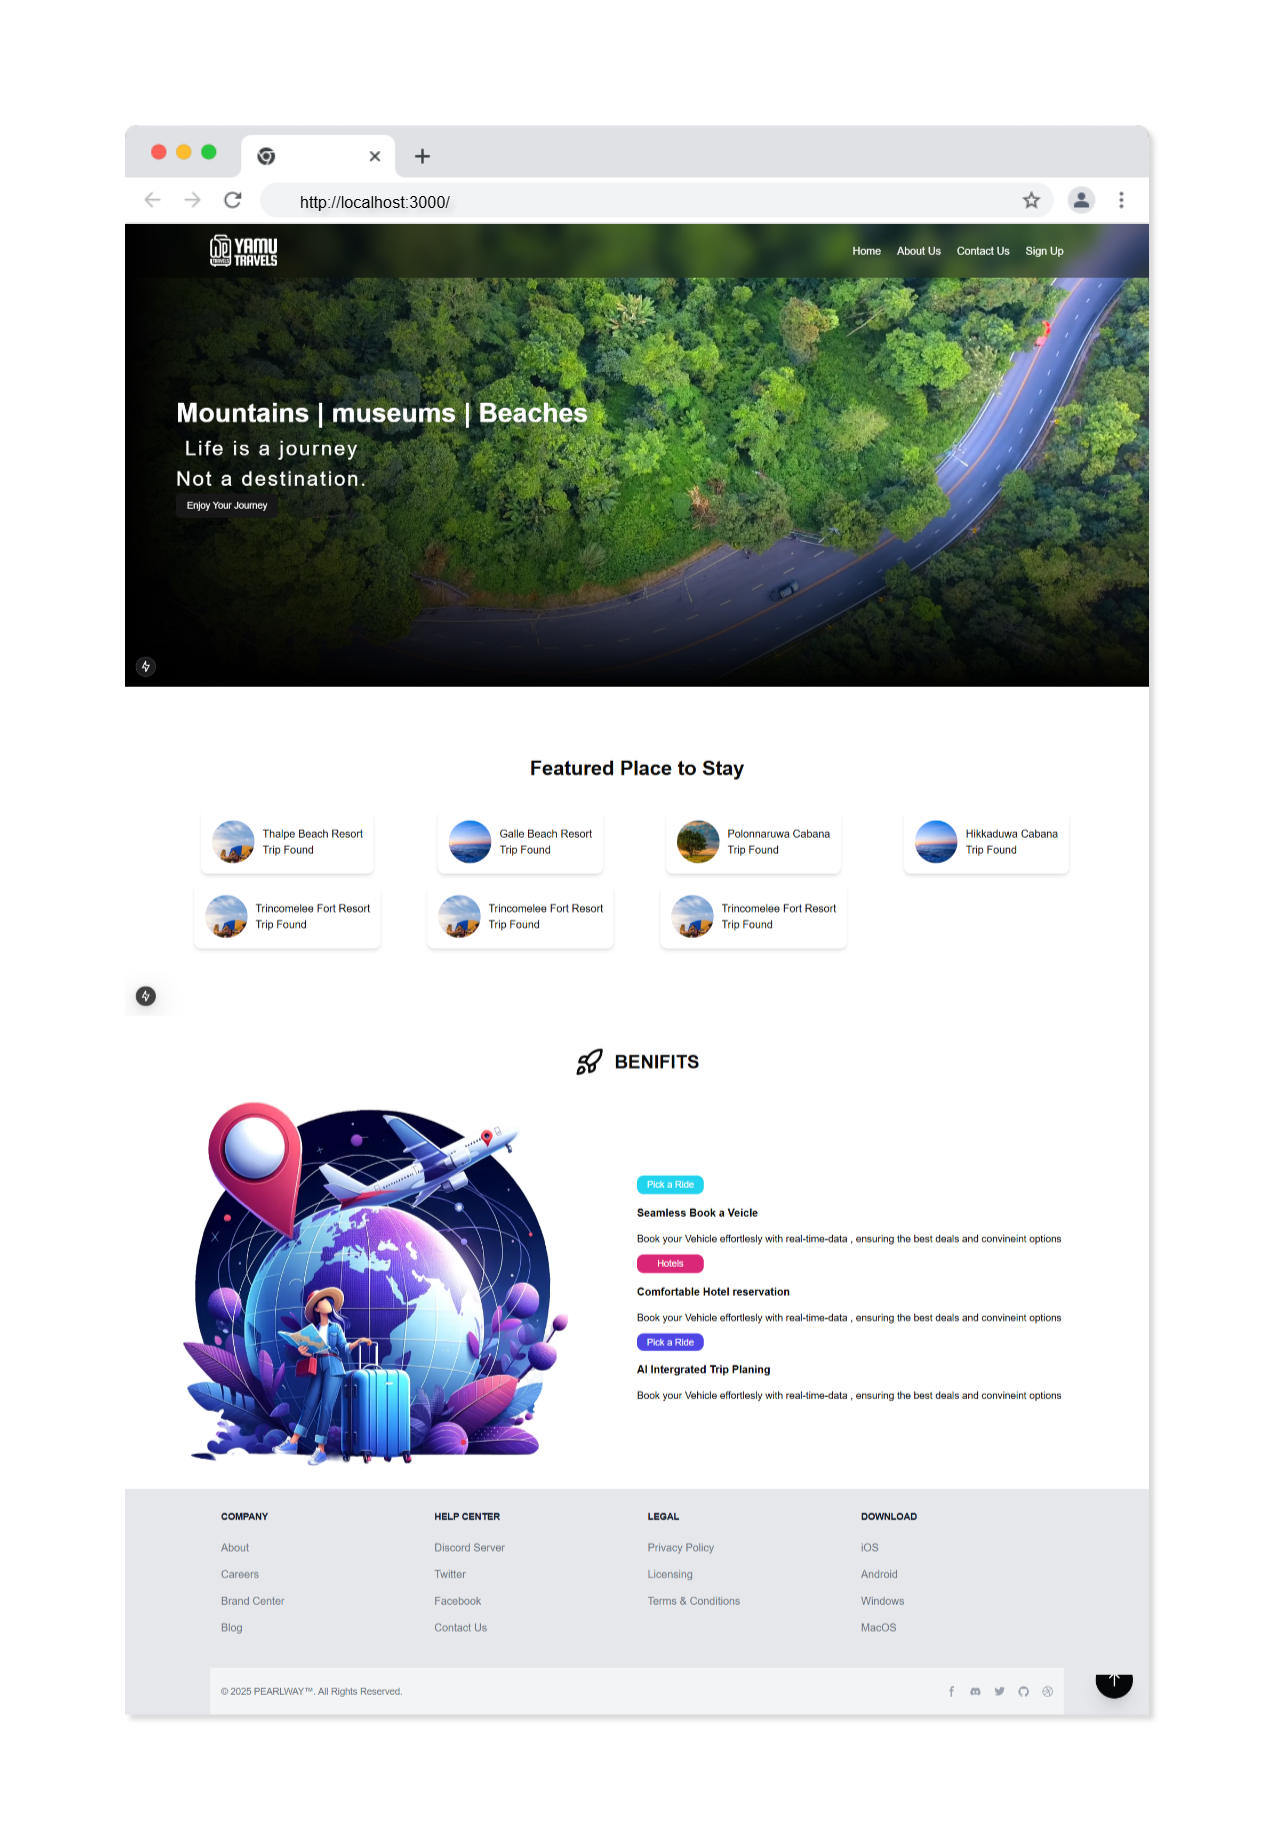 http://localhost:3000/
YAMU
TRAVELS
Home About Us Contact Us Sign Up
Mountains | museums | Beaches
Life is a journey
Not a destination.
Enjoy Your Journey
Featured Place to Stay
Thalpe Beach Resort
Trip Found
Galle Beach Resort
Trip Found
Polonnaruwa Cabana
Trip Found
Hikkaduwa Cabana
Trip Found
Trincomelee Fort Resort
Trip Found
Trincomelee Fort Resort
Trip Found
Trincomelee Fort Resort
Trip Found
BENIFITS
Pick a Ride
Seamless Book a Veicle
Book your Vehicle effortlesly with real-time-data , ensuring the best deals and convineint options
Hotels
Comfortable Hotel reservation
Book your Vehicle effortlesly with real-time-data , ensuring the best deals and convineint options
Pick a Ride
AI Intergrated Trip Planing
Book your Vehicle effortlesly with real-time-data , ensuring the best deals and convineint options
COMPANY
About
Careers
Brand Center
Blog
HELP CENTER
Discord Server
Twitter
Facebook
Contact Us
LEGAL
Privacy Policy
Licensing
Terms & Conditions
DOWNLOAD
iOS
Android
Windows
MacOS
© 2025 PEARLWAY™. All Rights Reserved.